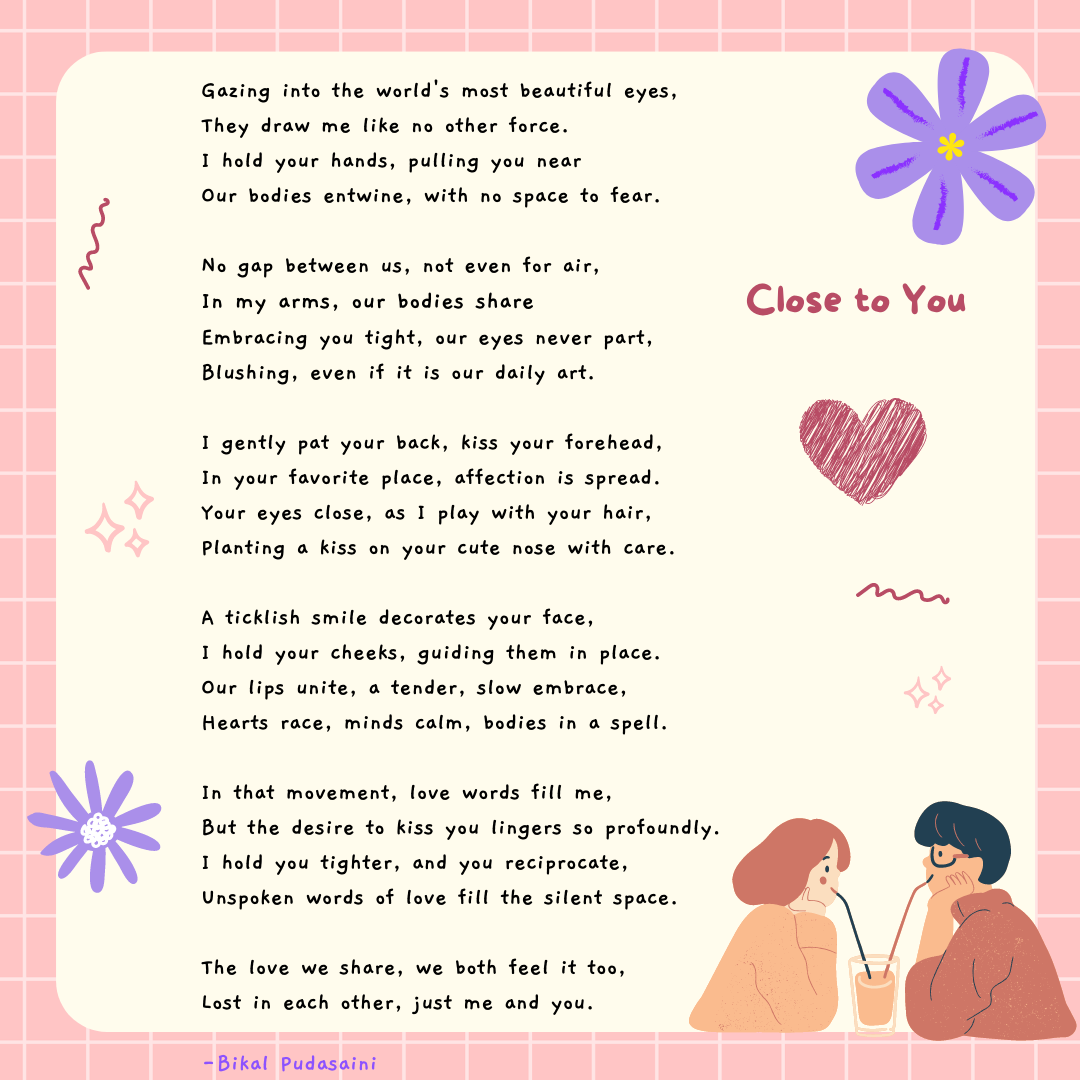 Close to You
Gazing into the world's most beautiful eyes,
They draw me like no other force.
I hold your hands, pulling you near
Our bodies entwine, with no space to fear.
No gap between us, not even for air,
In my arms, our bodies share
Embracing you tight, our eyes never part,
Blushing, even if it is our daily art.
I gently pat your back, kiss your forehead,
In your favorite place, affection is spread.
Your eyes close, as I play with your hair,
Planting a kiss on your cute nose with care.
A ticklish smile decorates your face,
I hold your cheeks, guiding them in place.
Our lips unite, a tender, slow embrace,
Hearts race, minds calm, bodies in a spell.
In that movement, love words fill me,
But the desire to kiss you lingers so profoundly.
I hold you tighter, and you reciprocate,
Unspoken words of love fill the silent space.
The love we share, we both feel it too,
Lost in each other, just me and you.
-Bikal Pudasaini